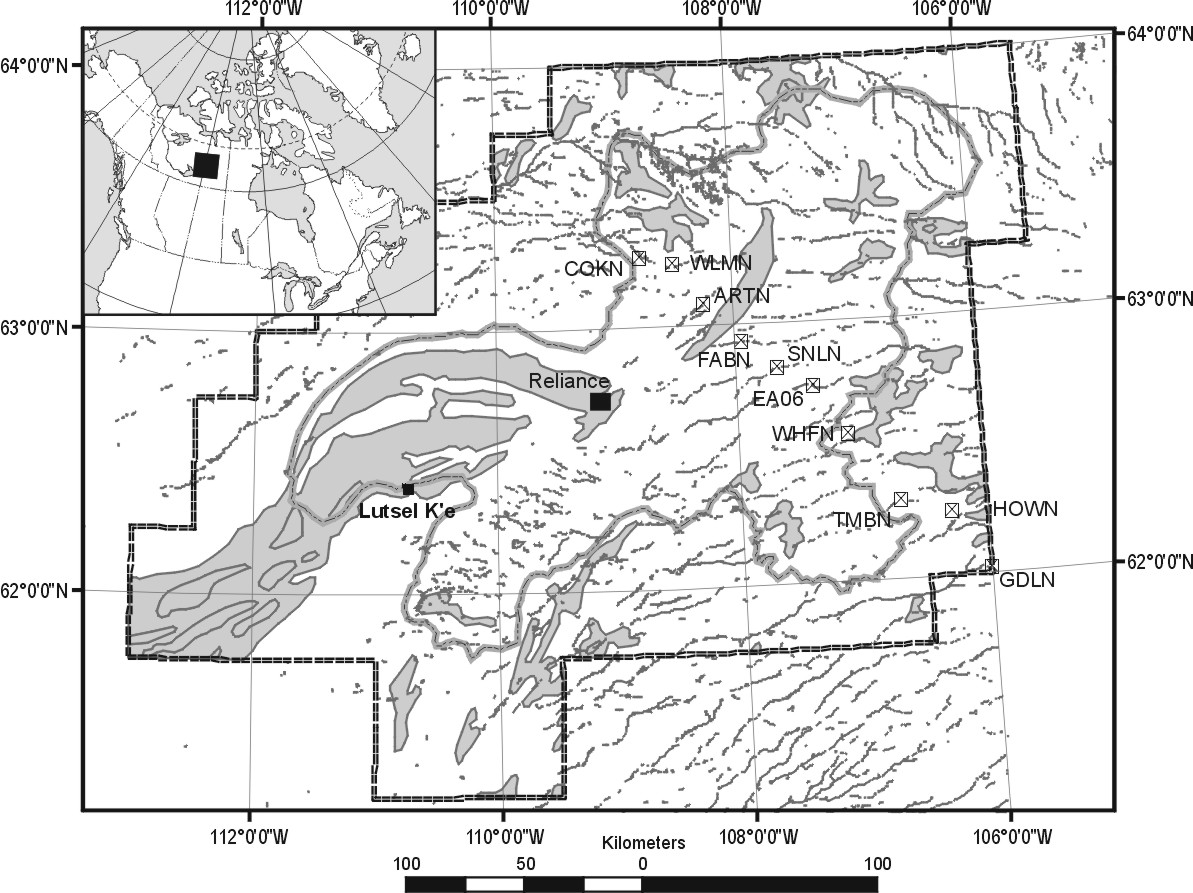 112°0'0"W 110°0'0"W 108°0'0"W 106°0'0"W
64°0'0"N 64°0'0"N
COKN WLMN
ARTN
63°0'0"N 63°0'0"N
FABN SNLN
Reliance
EA06
WHFN
Lutsel K'e
TMBN HOWN
62°0'0"N 62°0'0"N
GDLN
112°0'0"W 110°0'0"W 108°0'0"W 106°0'0"W
Kilometers
100 50 0 100